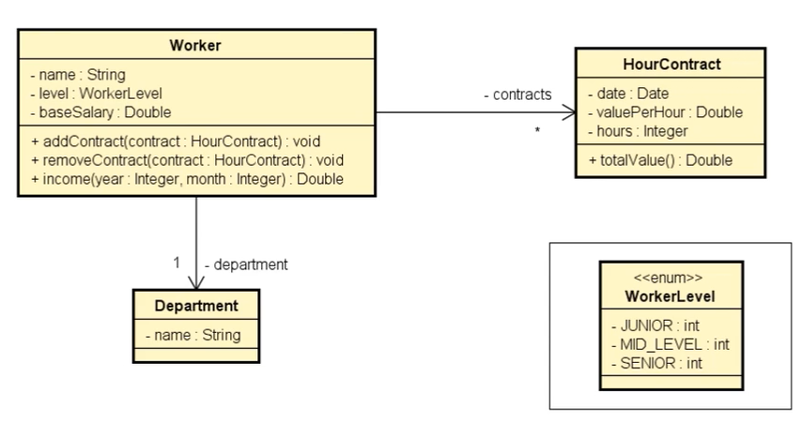 Worker
- name : String
- level : WorkerLevel
- baseSalary : Double
+ addContract(contract : HourContract) : void
+ removeContract(contract : HourContract) : void
+ income(year : Integer, month : Integer) : Double
- contracts
*
HourContract
- date : Date
- valuePerHour : Double
- hours : Integer
+ totalValue() : Double
1
- department
Department
- name : String
<<enum>>
WorkerLevel
- JUNIOR : int
- MID_LEVEL : int
- SENIOR : int